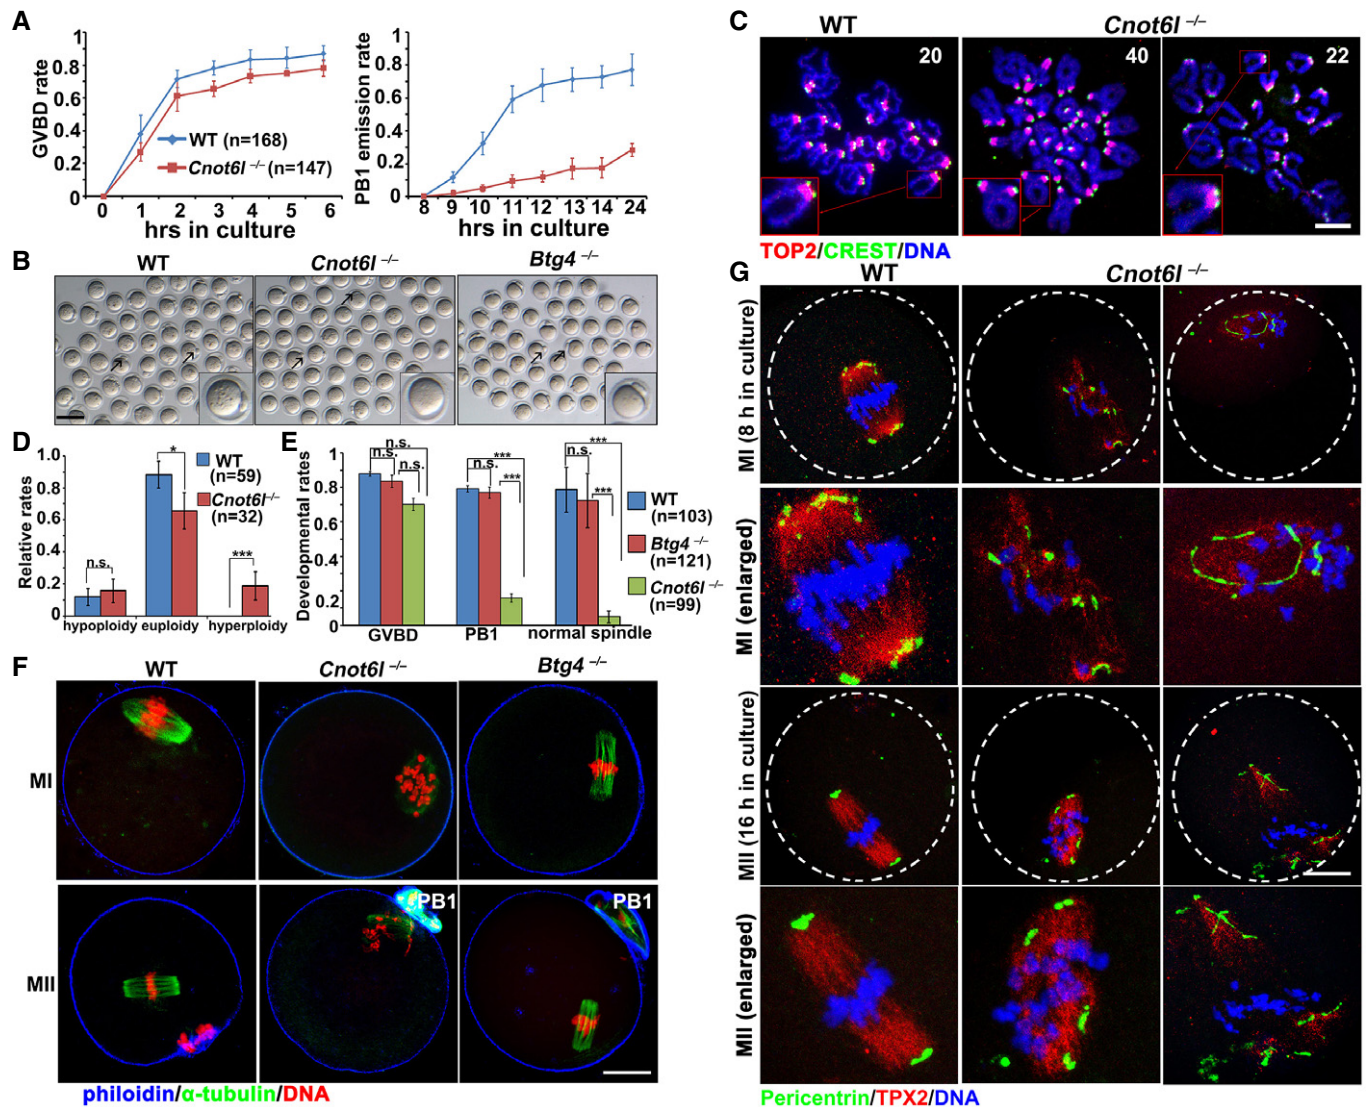 A
GVBD rate
1
0.8
0.6
0.4
0.2
0
WT (n=168)
Cnot6l –/– (n=147)
0 1 2 3 4 5 6
hrs in culture
PB1 emission rate
1
0.8
0.6
0.4
0.2
0
8 9 10 11 12 13 14 24
hrs in culture
B
WT Cnot6l –/– Btg4 –/–
C
WT Cnot6l –/–
20 40 22
TOP2/CREST/DNA
D
Relative rates
1.0
0.8
0.6
0.4
0.2
0
n.s. * ***
WT
(n=59)
Cnot6l–/–
(n=32)
hypoploidy euploidy hyperploidy
E
Developmental rates
1
0.8
0.6
0.4
0.2
0
n.s.
n.s. n.s.
***
n.s. ***
***
n.s. ***
WT
(n=103)
Btg4 –/–
(n=121)
Cnot6l –/–
(n=99)
GVBD PB1 normal spindle
F
WT Cnot6l –/– Btg4 –/–
MI
MII
PB1 PB1
philoidin/α-tubulin/DNA
G
WT Cnot6l –/–
MI (8 h in culture)
MI (enlarged)
MII (16 h in culture)
MII (enlarged)
Pericentrin/TPX2/DNA